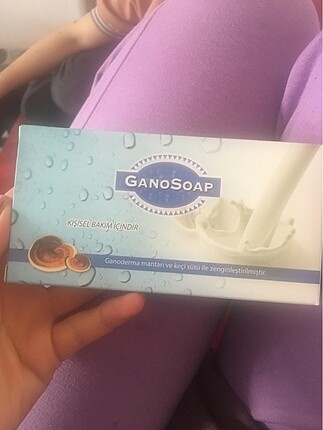 GANOSOAP
KİŞİSEL BAKIM İÇİNDİR
Ganoderma mantarı ve keçi sütü ile zenginleştirilmiştir.